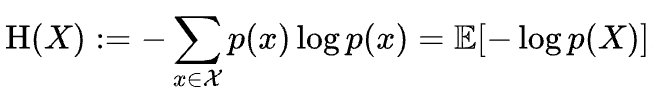 H(X) := − ∑_{x∈𝒳} p(x) log p(x) = 𝔼[− log p(X)]